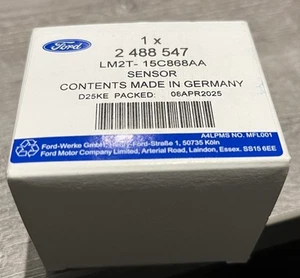 Ford
1 x
2 488 547
LM2T- 15C868AA
SENSOR
CONTENTS MADE IN GERMANY
D25KE PACKED: 06APR2025
A4LPMS NO. MFL001
Ford-Werke GmbH, Henry-Ford-Straße 1, 50735 Köln
Ford Motor Company Limited, Arterial Road, Laindon, Essex. SS15 6EE